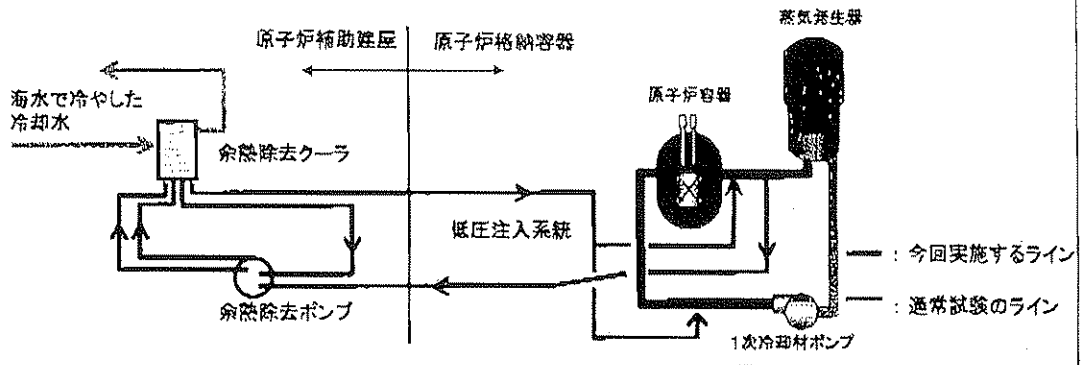 蒸気発生器
原子炉補助建屋
原子炉格納容器
原子炉容器
海水で冷やした
冷却水
余熱除去クーラ
低圧注入系統
余熱除去ポンプ
1次冷却材ポンプ
：今回実施するライン
：通常試験のライン